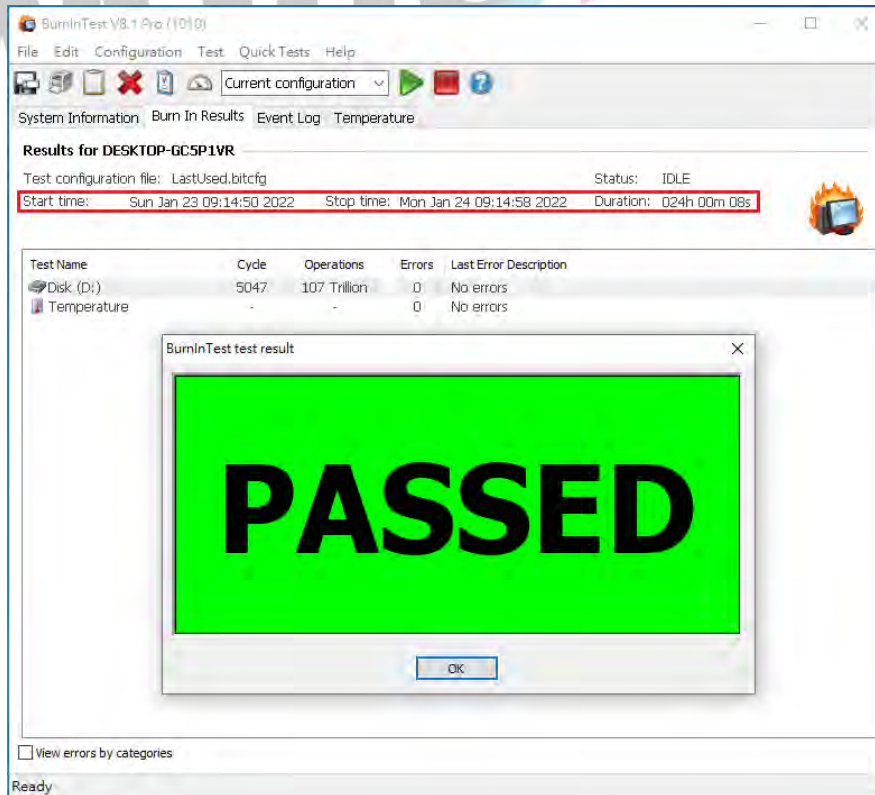 BurnInTest V8.1 Pro (1010)
File Edit Configuration Test Quick Tests Help
Current configuration
System Information Burn In Results Event Log Temperature
Results for DESKTOP-GC5P1VR
Test configuration file: LastUsed.bitcfg Status: IDLE
Start time: Sun Jan 23 09:14:50 2022 Stop time: Mon Jan 24 09:14:58 2022 Duration: 024h 00m 08s
Test Name Cycle Operations Errors Last Error Description
Disk (D:) 5047 107 Trillion 0 No errors
Temperature - - 0 No errors
BurnInTest test result
PASSED
OK
View errors by categories
Ready